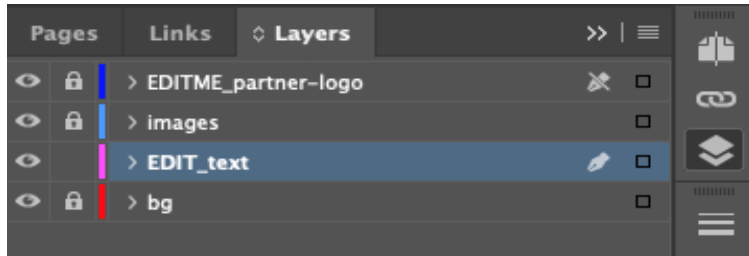 Pages Links Layers
EDITME_partner-logo
images
EDIT_text
bg